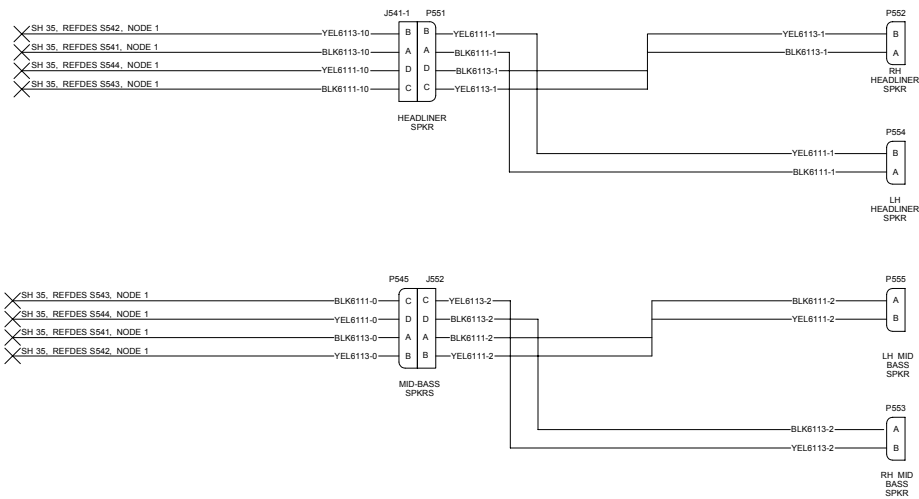 J541-1 P551
P552
SH 35, REFDES S542, NODE 1
YEL6113-10 B B YEL6111-1
YEL6113-1 B
SH 35, REFDES S541, NODE 1
BLK6113-10 A A BLK6111-1
BLK6113-1 A
SH 35, REFDES S544, NODE 1
YEL6111-10 D D BLK6113-1
SH 35, REFDES S543, NODE 1
BLK6111-10 C C YEL6113-1
RH
HEADLINER
SPKR
HEADLINER
SPKR
P554
YEL6111-1 B
BLK6111-1 A
LH
HEADLINER
SPKR
P545 J552
P555
SH 35, REFDES S543, NODE 1
BLK6111-0 C C YEL6113-2
BLK6111-2 A
SH 35, REFDES S544, NODE 1
YEL6111-0 D D BLK6113-2
YEL6111-2 B
SH 35, REFDES S541, NODE 1
BLK6113-0 A A BLK6111-2
SH 35, REFDES S542, NODE 1
YEL6113-0 B B YEL6111-2
LH MID
BASS
SPKR
MID-BASS
SPKRS
P553
BLK6113-2 A
YEL6113-2 B
RH MID
BASS
SPKR